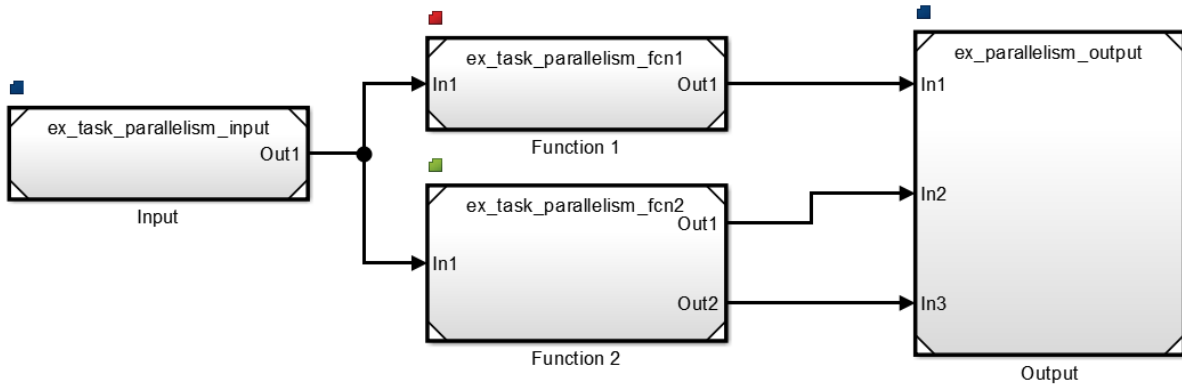 ex_task_parallelism_input
Out1
Input
ex_task_parallelism_fcn1
In1
Out1
Function 1
ex_task_parallelism_fcn2
Out1
In1
Out2
Function 2
ex_parallelism_output
In1
In2
In3
Output